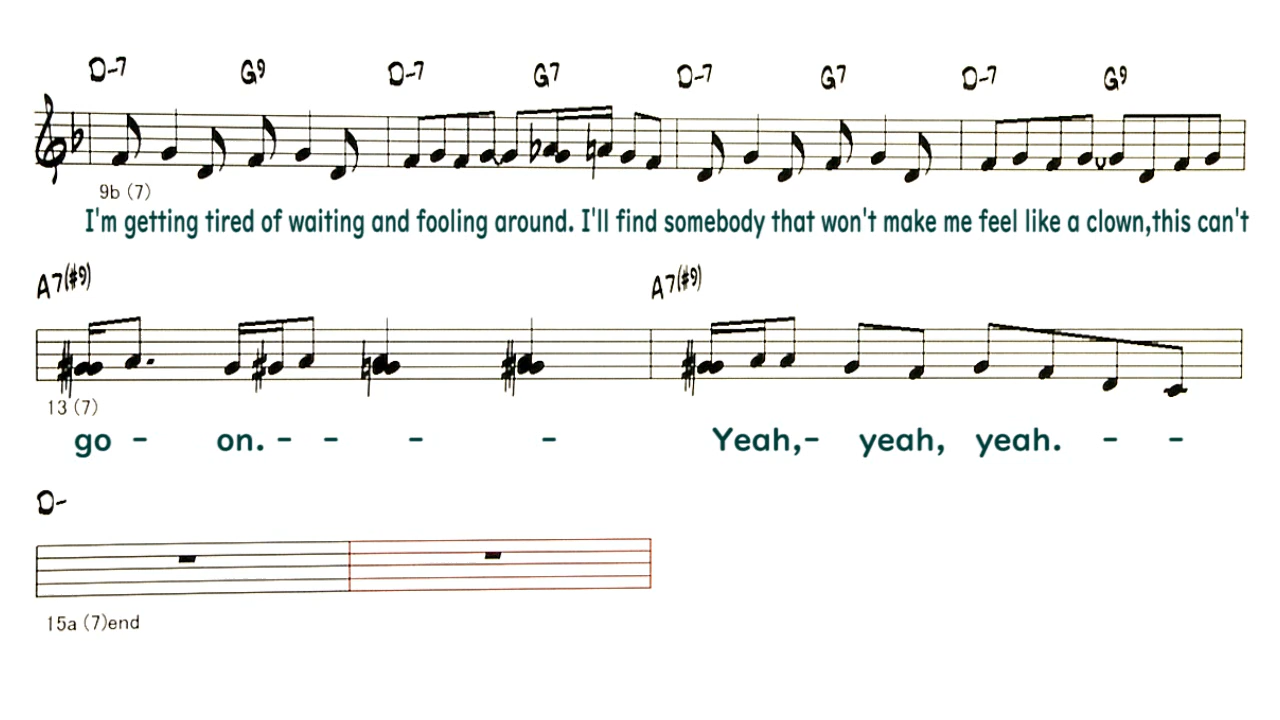 D-7 G9 D-7 G7 D-7 G7 D-7 G9
9b (7)
I'm getting tired of waiting and fooling around. I'll find somebody that won't make me feel like a clown,this can't
A7(#9) A7(#9)
13 (7)
go - on. - - - - Yeah,- yeah, yeah. - -
D-
15a (7)end